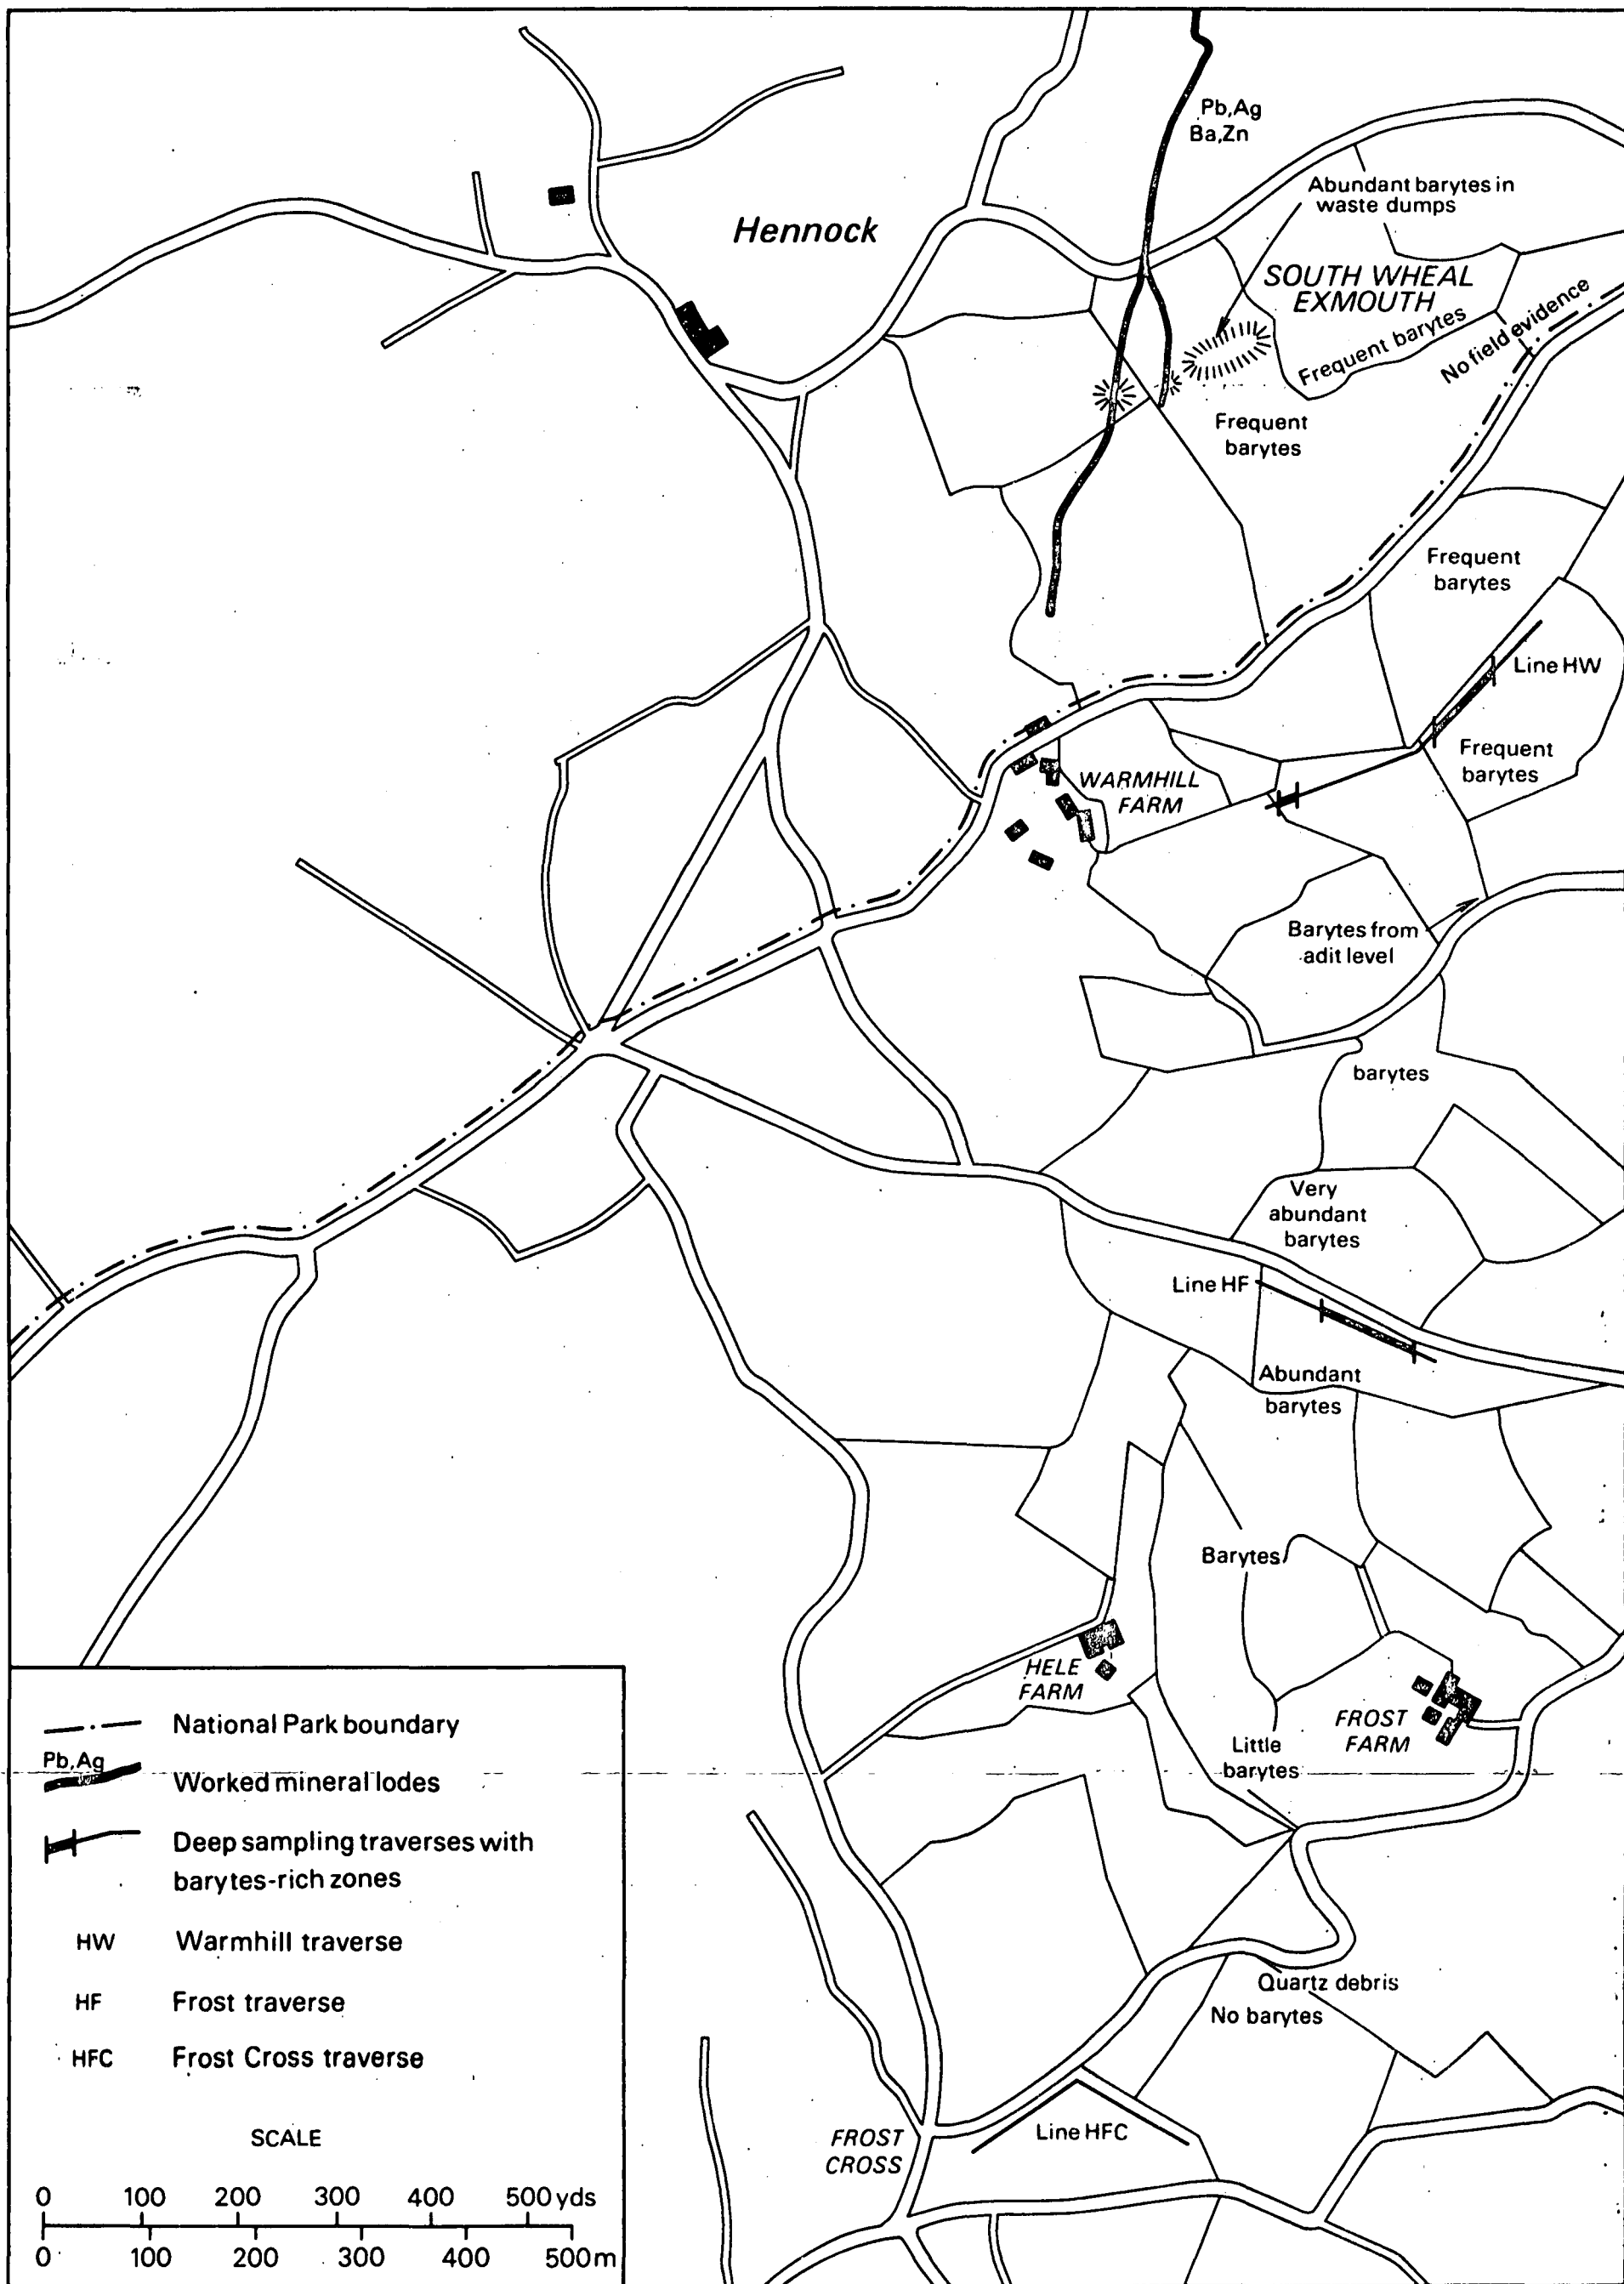 Pb,Ag
Ba,Zn
Abundant barytes in
waste dumps
Hennock
SOUTH WHEAL
EXMOUTH
Frequent barytes
No field evidence
Frequent
barytes
Frequent
barytes
Line HW
Frequent
barytes
WARMHILL
FARM
Barytes from
adit level
barytes
Very
abundant
barytes
Line HF
Abundant
barytes
Barytes
HELE
FARM
FROST
FARM
Little
barytes
Quartz debris
No barytes
Line HFC
FROST
CROSS
National Park boundary
Pb,Ag
Worked mineral lodes
Deep sampling traverses with
barytes-rich zones
HW Warmhill traverse
HF Frost traverse
HFC Frost Cross traverse
SCALE
0 100 200 300 400 500 yds
0 100 200 300 400 500 m